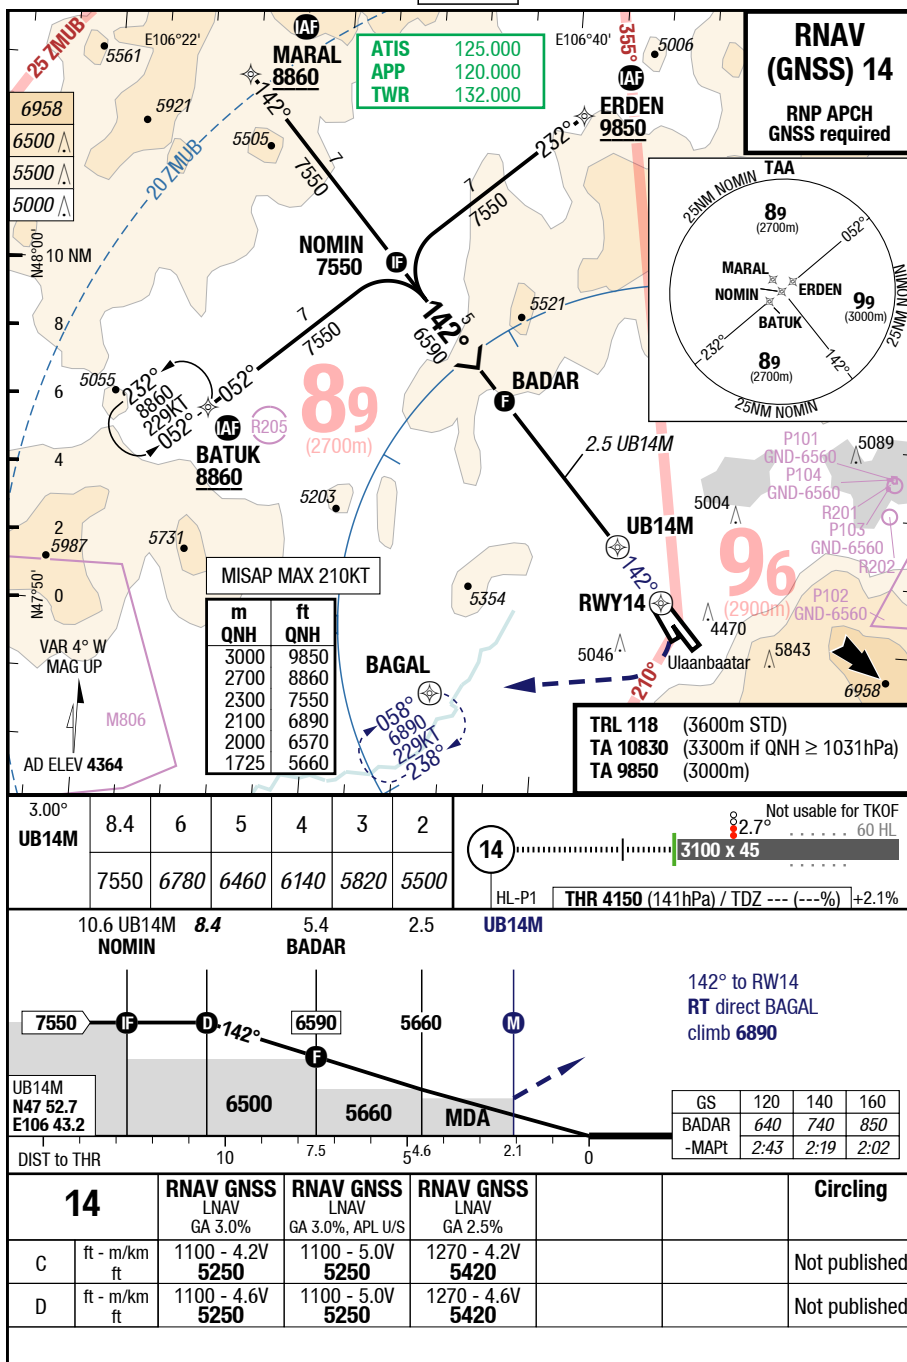 25 ZMUB
5561
E106°22'
IAF
MARAL
8860
ATIS 125.000
APP 120.000
TWR 132.000
E106°40'
355°
5006
IAF
ERDEN
9850
RNAV
(GNSS) 14
RNP APCH
GNSS required
6958
6500
5500
5000
5921
5505
20 ZMUB
142°
7
7550
232°
7
7550
NOMIN
7550
IF
N48°00'
10 NM
8
6
4
2
0
N47°50'
TAA
25NM NOMIN
89
(2700m)
052°
MARAL
NOMIN
ERDEN
BATUK
99
(3000m)
25NM NOMIN
232°
89
(2700m)
142°
25NM NOMIN
5521
142°
5
6590
7
7550
5055
232°
8860
229KT
052°
052°
IAF
BATUK
8860
R205
89
(2700m)
BADAR
F
2.5 UB14M
P101
GND-6560
P104
GND-6560
5089
R201
P103
GND-6560
R202
P102
GND-6560
5004
UB14M
96
(2900m)
5203
5987
5731
MISAP MAX 210KT
m ft
QNH QNH
3000 9850
2700 8860
2300 7550
2100 6890
2000 6570
1725 5660
5354
142°
RWY14
4470
5046
Ulaanbaatar
5843
6958
210°
VAR 4° W
MAG UP
M806
AD ELEV 4364
BAGAL
058°
6890
229KT
238°
TRL 118 (3600m STD)
TA 10830 (3300m if QNH ≥ 1031hPa)
TA 9850 (3000m)
3.00°
UB14M
8.4 6 5 4 3 2
7550 6780 6460 6140 5820 5500
14
Not usable for TKOF
2.7°
60 HL
3100 x 45
HL-P1
THR 4150 (141hPa) / TDZ --- (---%)
+2.1%
10.6 UB14M 8.4 5.4 2.5 UB14M
NOMIN BADAR
7550
IF
D
142°
6590
F
5660
M
142° to RW14
RT direct BAGAL
climb 6890
UB14M
N47 52.7
E106 43.2
6500
5660
MDA
GS 120 140 160
BADAR 640 740 850
-MAPt 2:43 2:19 2:02
DIST to THR 10 7.5 5 4.6 2.1 0
14
RNAV GNSS
LNAV
GA 3.0%
RNAV GNSS
LNAV
GA 3.0%, APL U/S
RNAV GNSS
LNAV
GA 2.5%
Circling
C ft - m/km 1100 - 4.2V 1100 - 5.0V 1270 - 4.2V Not published
ft 5250 5250 5420
D ft - m/km 1100 - 4.6V 1100 - 5.0V 1270 - 4.6V Not published
ft 5250 5250 5420